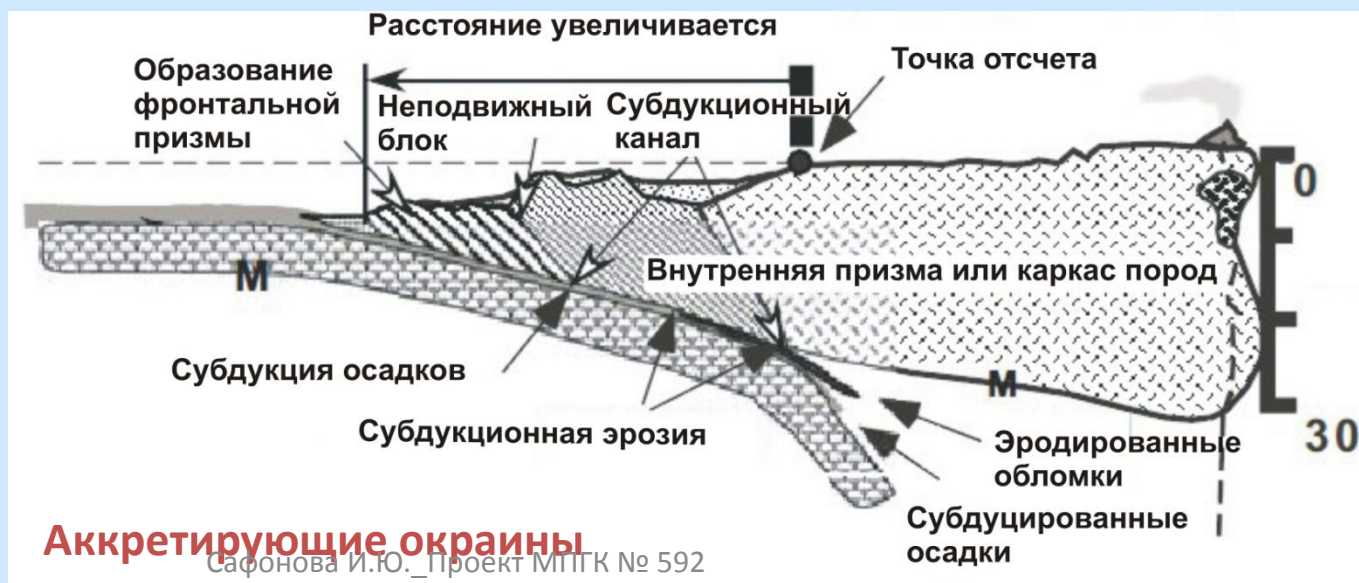 Расстояние увеличивается
Точка отсчета
Образование
фронтальной
призмы
Неподвижный
блок
Субдукционный
канал
0
М
Внутренняя призма или каркас пород
Субдукция осадков
М
Субдукционная эрозия
Эродированные
обломки
30
Субдуцированные
осадки
Аккретирующие окраины
Сафонова И.Ю._Проект МПГК № 592